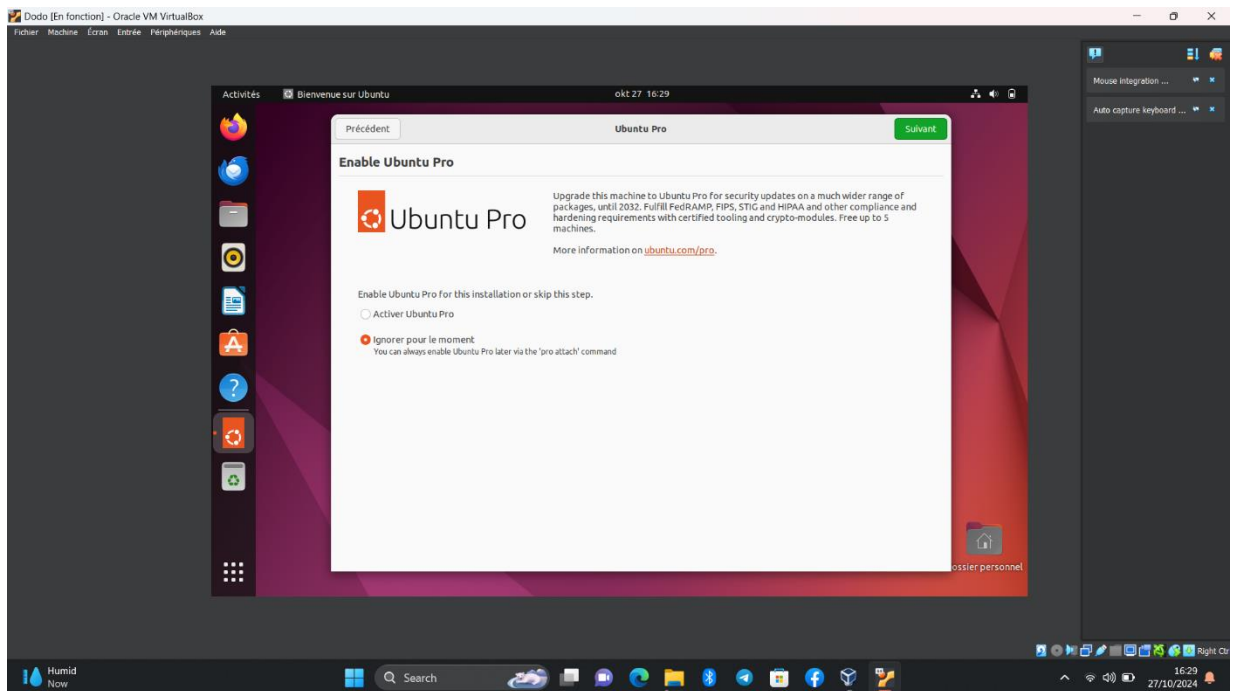 Dodo [En fonction] - Oracle VM VirtualBox
Fichier Machine Écran Entrée Périphériques Aide
Mouse integration ...
Auto capture keyboard ...
Activités Bienvenue sur Ubuntu okt 27 16:29
Précédent Ubuntu Pro Suivant
Enable Ubuntu Pro
Ubuntu Pro
Upgrade this machine to Ubuntu Pro for security updates on a much wider range of
packages, until 2032. Fulfill FedRAMP, FIPS, STIG and HIPAA and other compliance and
hardening requirements with certified tooling and crypto-modules. Free up to 5
machines.
More information on ubuntu.com/pro.
Enable Ubuntu Pro for this installation or skip this step.
Activer Ubuntu Pro
Ignorer pour le moment
You can always enable Ubuntu Pro later via the 'pro attach' command
ossier personnel
Right Ctr
Humid
Now
Search
16:29
27/10/2024